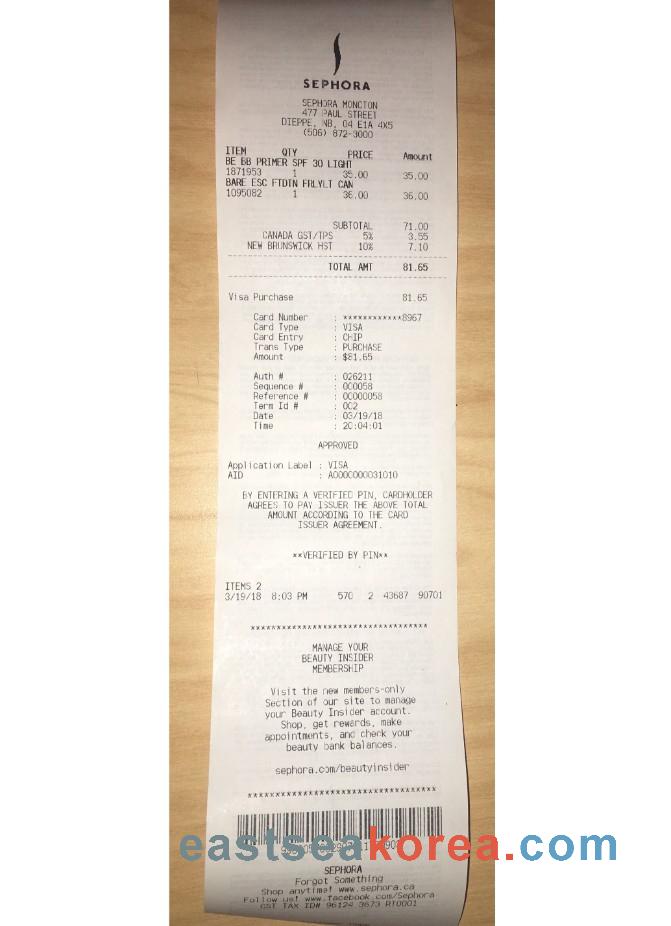 SEPHORA
SEPHORA MONCTON
477 PAUL STREET
DIEPPE, NB, 04 E1A 4X5
(506) 872-3000
ITEM QTY PRICE Amount
BE BB PRIMER SPF 30 LIGHT
1871953 1 35.00 35.00
BARE ESC FTDTN FRLYLT CAN
1095082 1 36.00 36.00
SUBTOTAL 71.00
CANADA GST/TPS 5% 3.55
NEW BRUNSWICK HST 10% 7.10
TOTAL AMT 81.65
Visa Purchase 81.65
Card Number : ************8967
Card Type : VISA
Card Entry : CHIP
Trans Type : PURCHASE
Amount : $81.65
Auth # : 026211
Sequence # : 000058
Reference # : 00000058
Term Id # : 002
Date : 03/19/18
Time : 20:04:01
APPROVED
Application Label : VISA
AID : A0000000031010
BY ENTERING A VERIFIED PIN, CARDHOLDER
AGREES TO PAY ISSUER THE ABOVE TOTAL
AMOUNT ACCORDING TO THE CARD
ISSUER AGREEMENT.
**VERIFIED BY PIN**
ITEMS 2
3/19/18 8:03 PM 570 2 43687 90701
*********************************
MANAGE YOUR
BEAUTY INSIDER
MEMBERSHIP
Visit the new members-only
Section of our site to manage
your Beauty Insider account.
Shop, get rewards, make
appointments, and check your
beauty bank balances.
sephora.com/beautyinsider
***********************************
eastseakorea.com
SEPHORA
Forgot Something
Shop anytime! www.sephora.ca
Follow us! www.facebook.com/Sephora
GST TAX ID# 96124 3673 RT0001